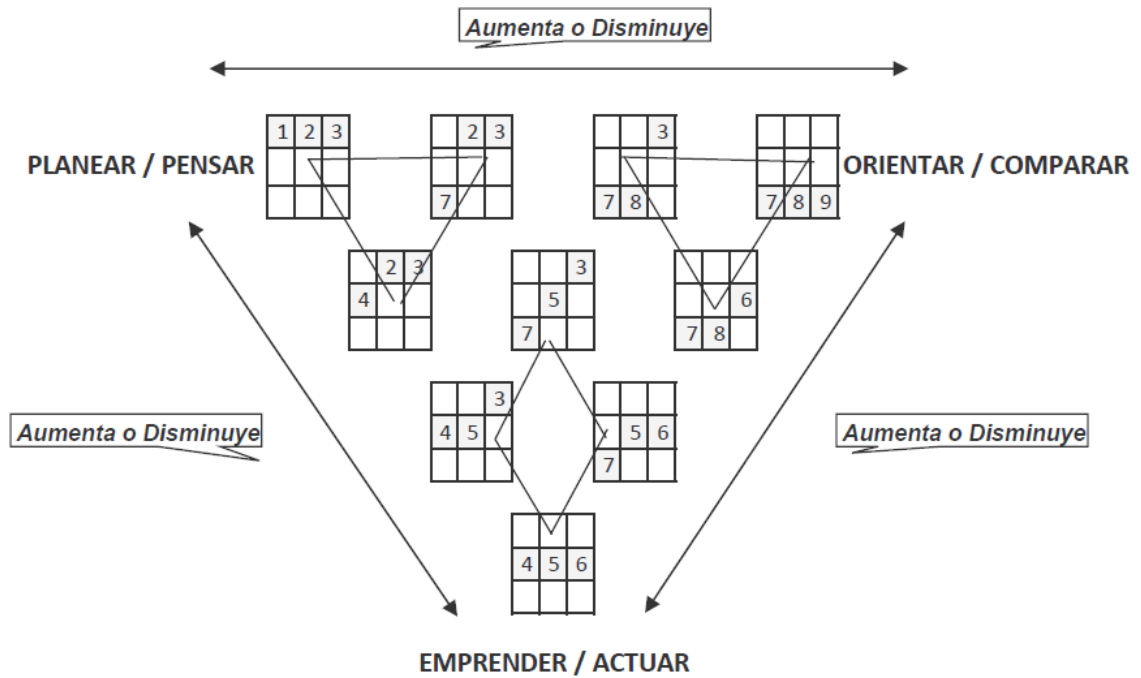 Aumenta o Disminuye
1 2 3
2 3
3
PLANEAR / PENSAR
ORIENTAR / COMPARAR
7
7 8
7 8 9
2 3
3
4
5
6
7
7 8
3
Aumenta o Disminuye
4 5
5 6
Aumenta o Disminuye
7
4 5 6
EMPRENDER / ACTUAR